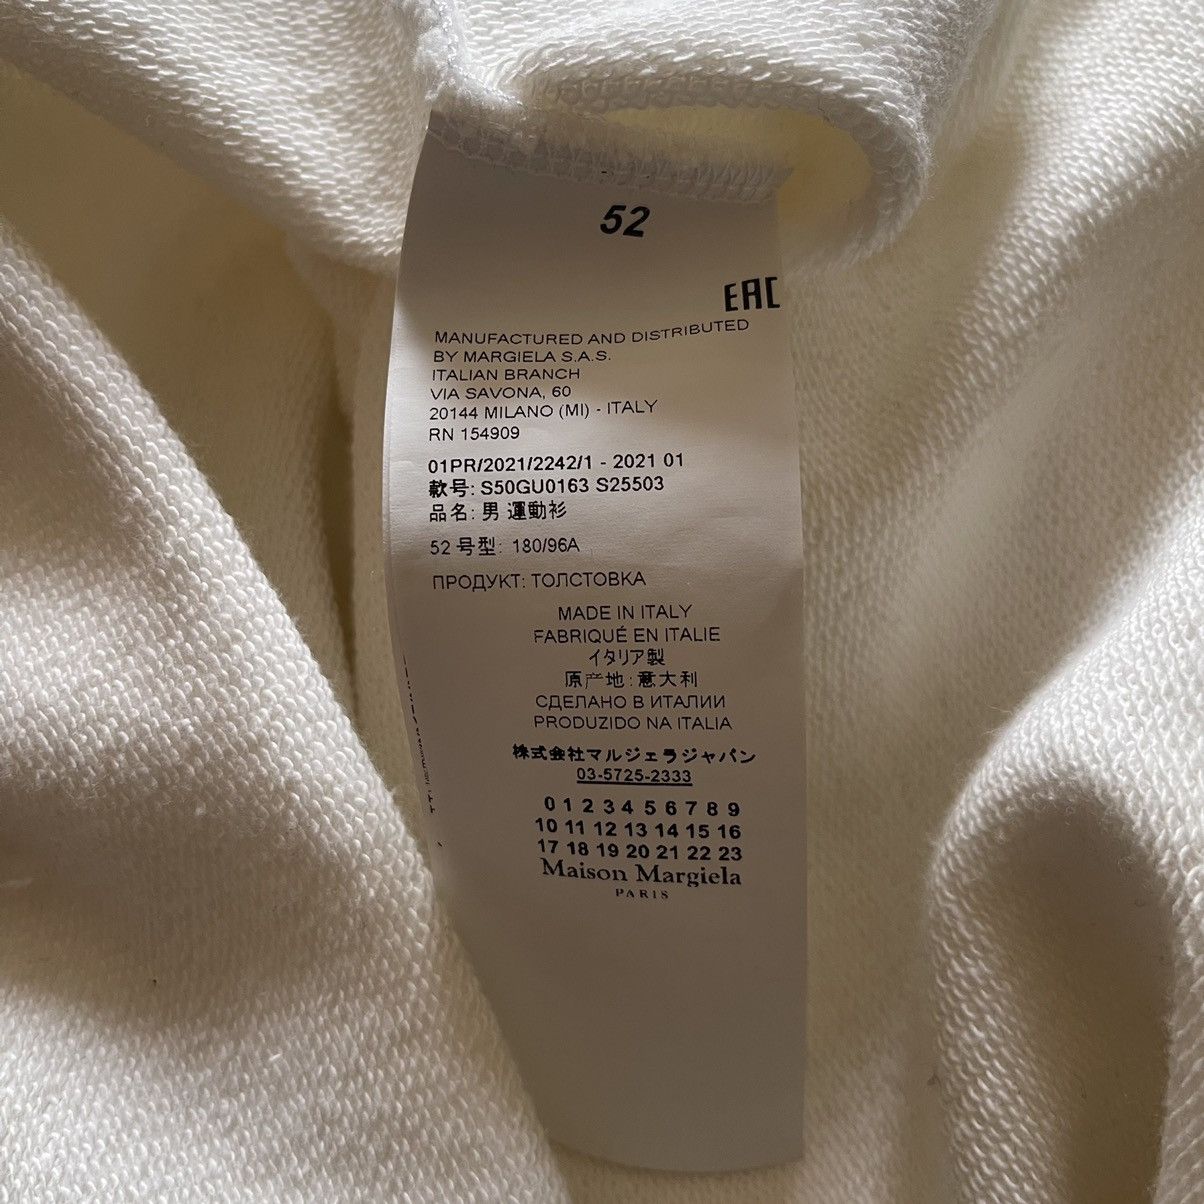 52
EAC
MANUFACTURED AND DISTRIBUTED
BY MARGIELA S.A.S.
ITALIAN BRANCH
VIA SAVONA, 60
20144 MILANO (MI) - ITALY
RN 154909
01PR/2021/2242/1 - 2021 01
款号: S50GU0163 S25503
品名: 男 運動衫
52 号型: 180/96A
ПРОДУКТ: ТОЛСТОВКА
MADE IN ITALY
FABRIQUÉ EN ITALIE
イタリア製
原产地:意大利
СДЕЛАНО В ИТАЛИИ
PRODUZIDO NA ITALIA
株式会社マルジェラジャパン
03-5725-2333
0 1 2 3 4 5 6 7 8 9
10 11 12 13 14 15 16
17 18 19 20 21 22 23
Maison Margiela
PARIS